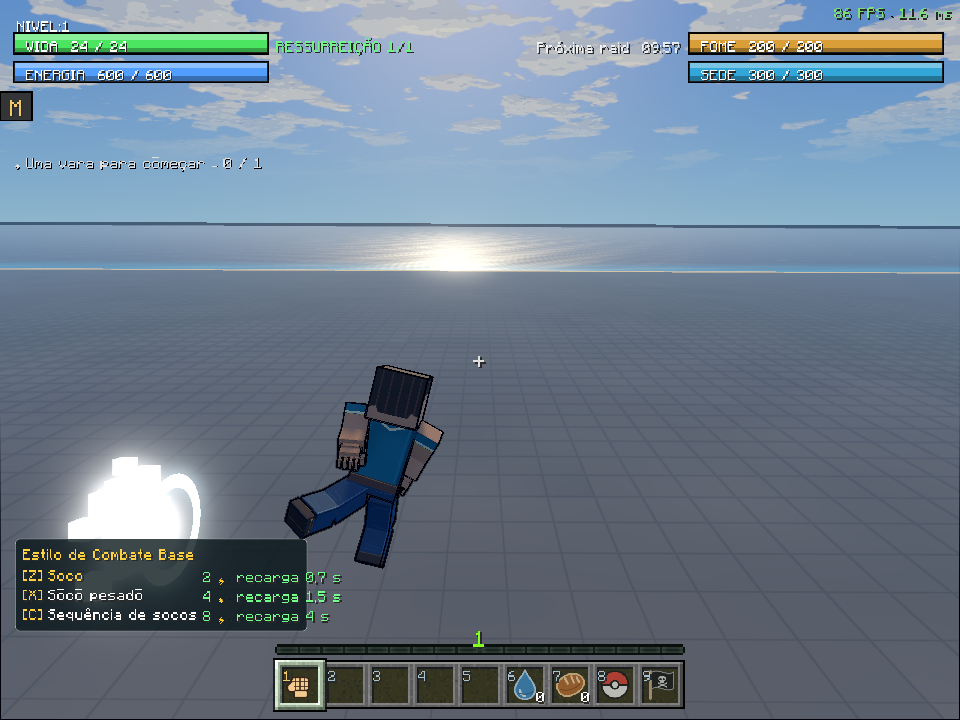 86 FPS · 11.6 ms
NIVEL:1
VIDA 24 / 24
RESSURREIÇÃO 1/1
Próxima raid 09:57
FOME 200 / 200
ENERGIA 600 / 600
SEDE 300 / 300
M
Uma vara para começar - 0 / 1
Estilo de Combate Base
[Z] Soco 2 , recarga 0,7 s
[X] Soco pesado 4 , recarga 1,5 s
[C] Sequência de socos 8 , recarga 4 s
1
1 2 3 4 5 6 7 8 9
0 0